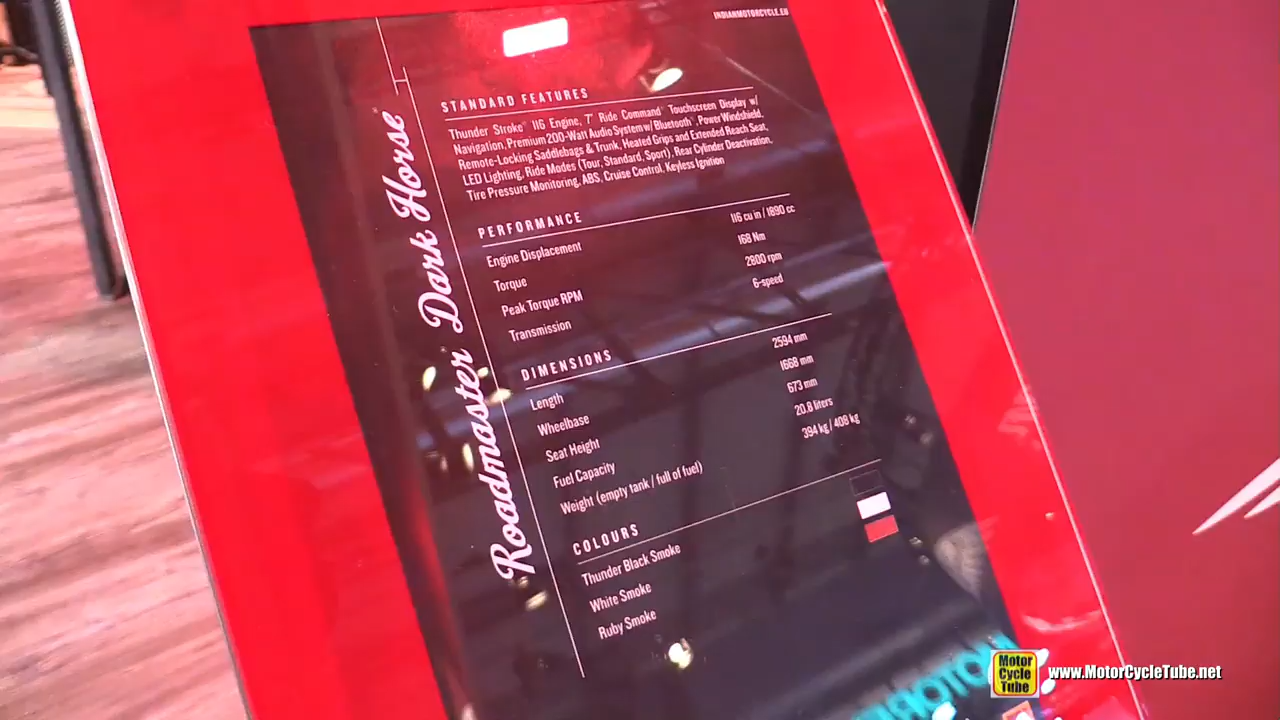 INDIANMOTORCYCLE.EU
Roadmaster® Dark Horse®
STANDARD FEATURES
Thunder Stroke® 116 Engine, 7" Ride Command® Touchscreen Display w/
Navigation, Premium 200-Watt Audio System w/ Bluetooth®, Power Windshield,
Remote-Locking Saddlebags & Trunk, Heated Grips and Extended Reach Seat,
LED Lighting, Ride Modes (Tour, Standard, Sport), Rear Cylinder Deactivation,
Tire Pressure Monitoring, ABS, Cruise Control, Keyless Ignition
PERFORMANCE
Engine Displacement 116 cu in / 1890 cc
Torque 168 Nm
Peak Torque RPM 2800 rpm
Transmission 6-speed
DIMENSIONS
Length 2594 mm
Wheelbase 1668 mm
Seat Height 673 mm
Fuel Capacity 20.8 liters
Weight (empty tank / full of fuel) 394 kg / 408 kg
COLOURS
Thunder Black Smoke
White Smoke
Ruby Smoke
Motor
Cycle
Tube
www.MotorCycleTube.net